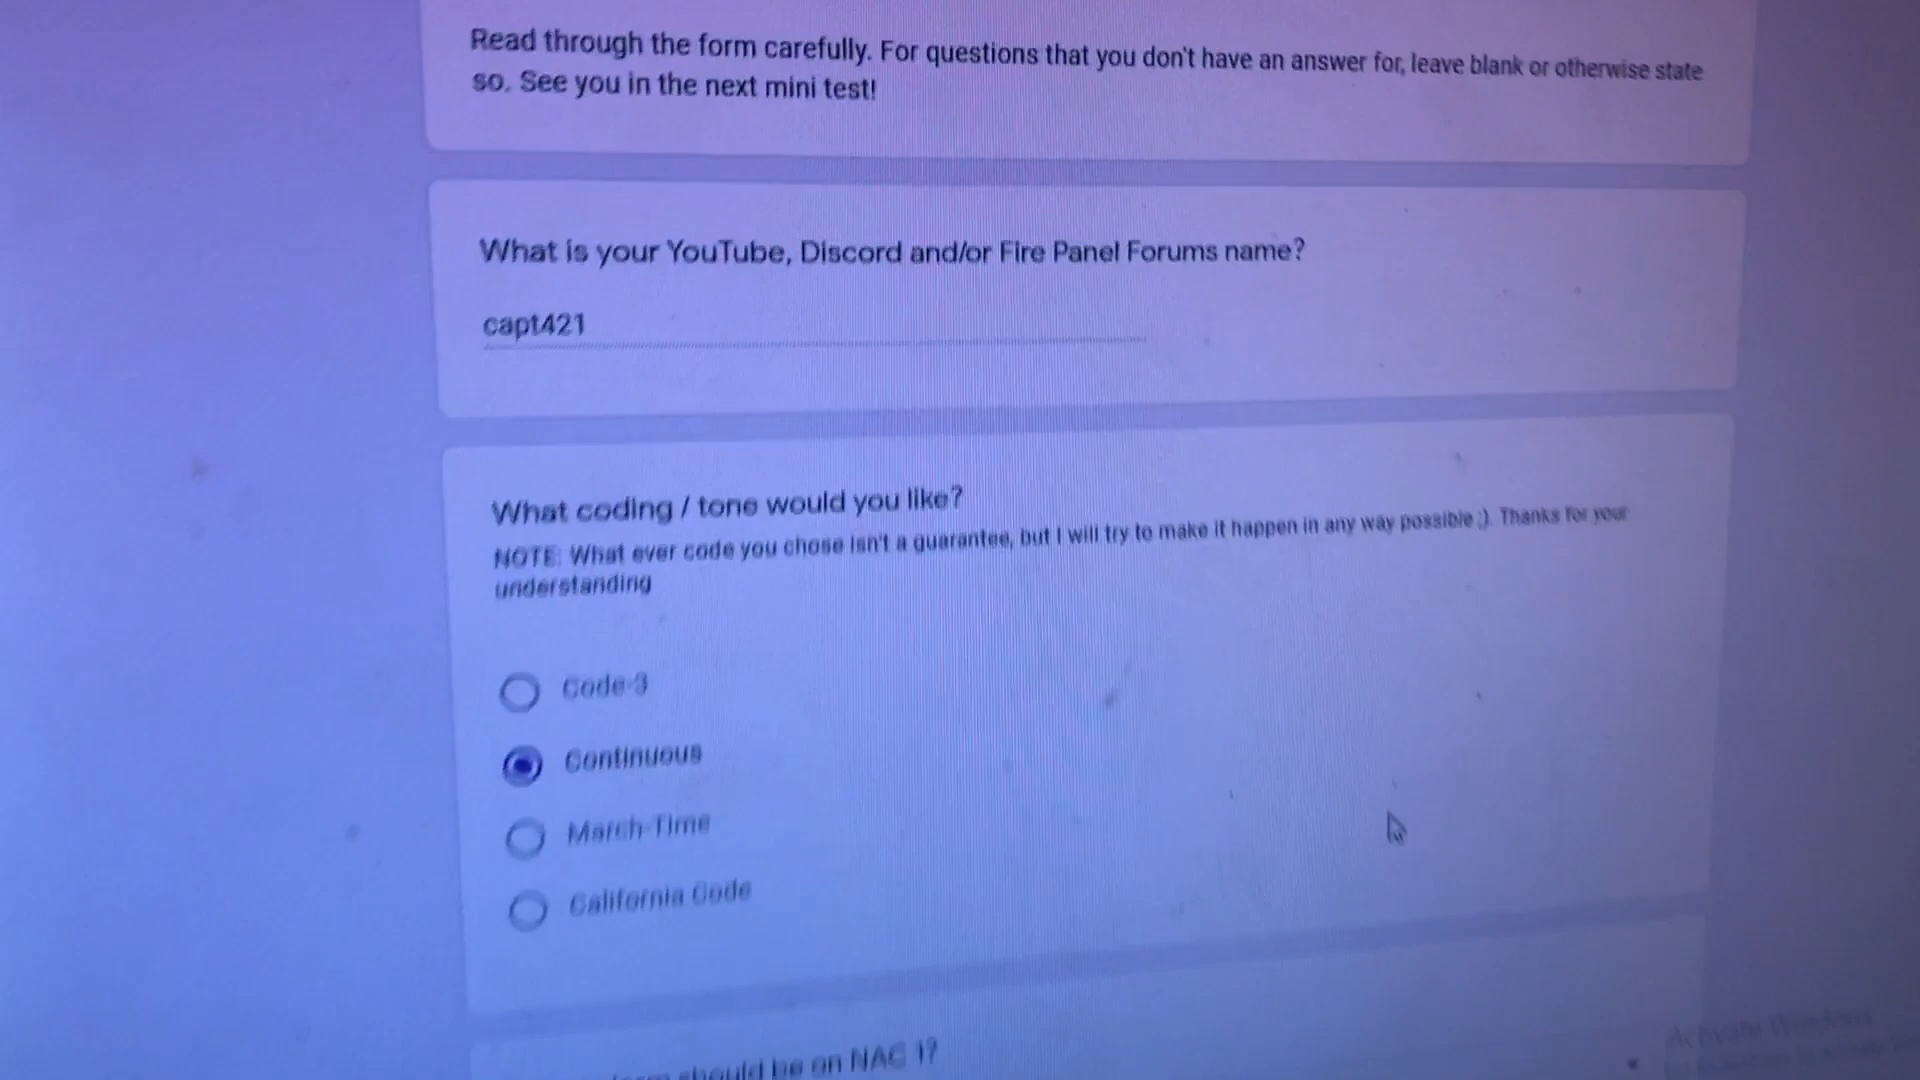 Read through the form carefully. For questions that you don't have an answer for, leave blank or otherwise state
so. See you in the next mini test!
What is your YouTube, Discord and/or Fire Panel Forums name?
capt421
What coding / tone would you like?
NOTE: What ever code you chose isn't a guarantee, but I will try to make it happen in any way possible ;). Thanks for your
understanding
Code-3
Continuous
March-Time
California Code
should be on NAC 1?
Activate Windows